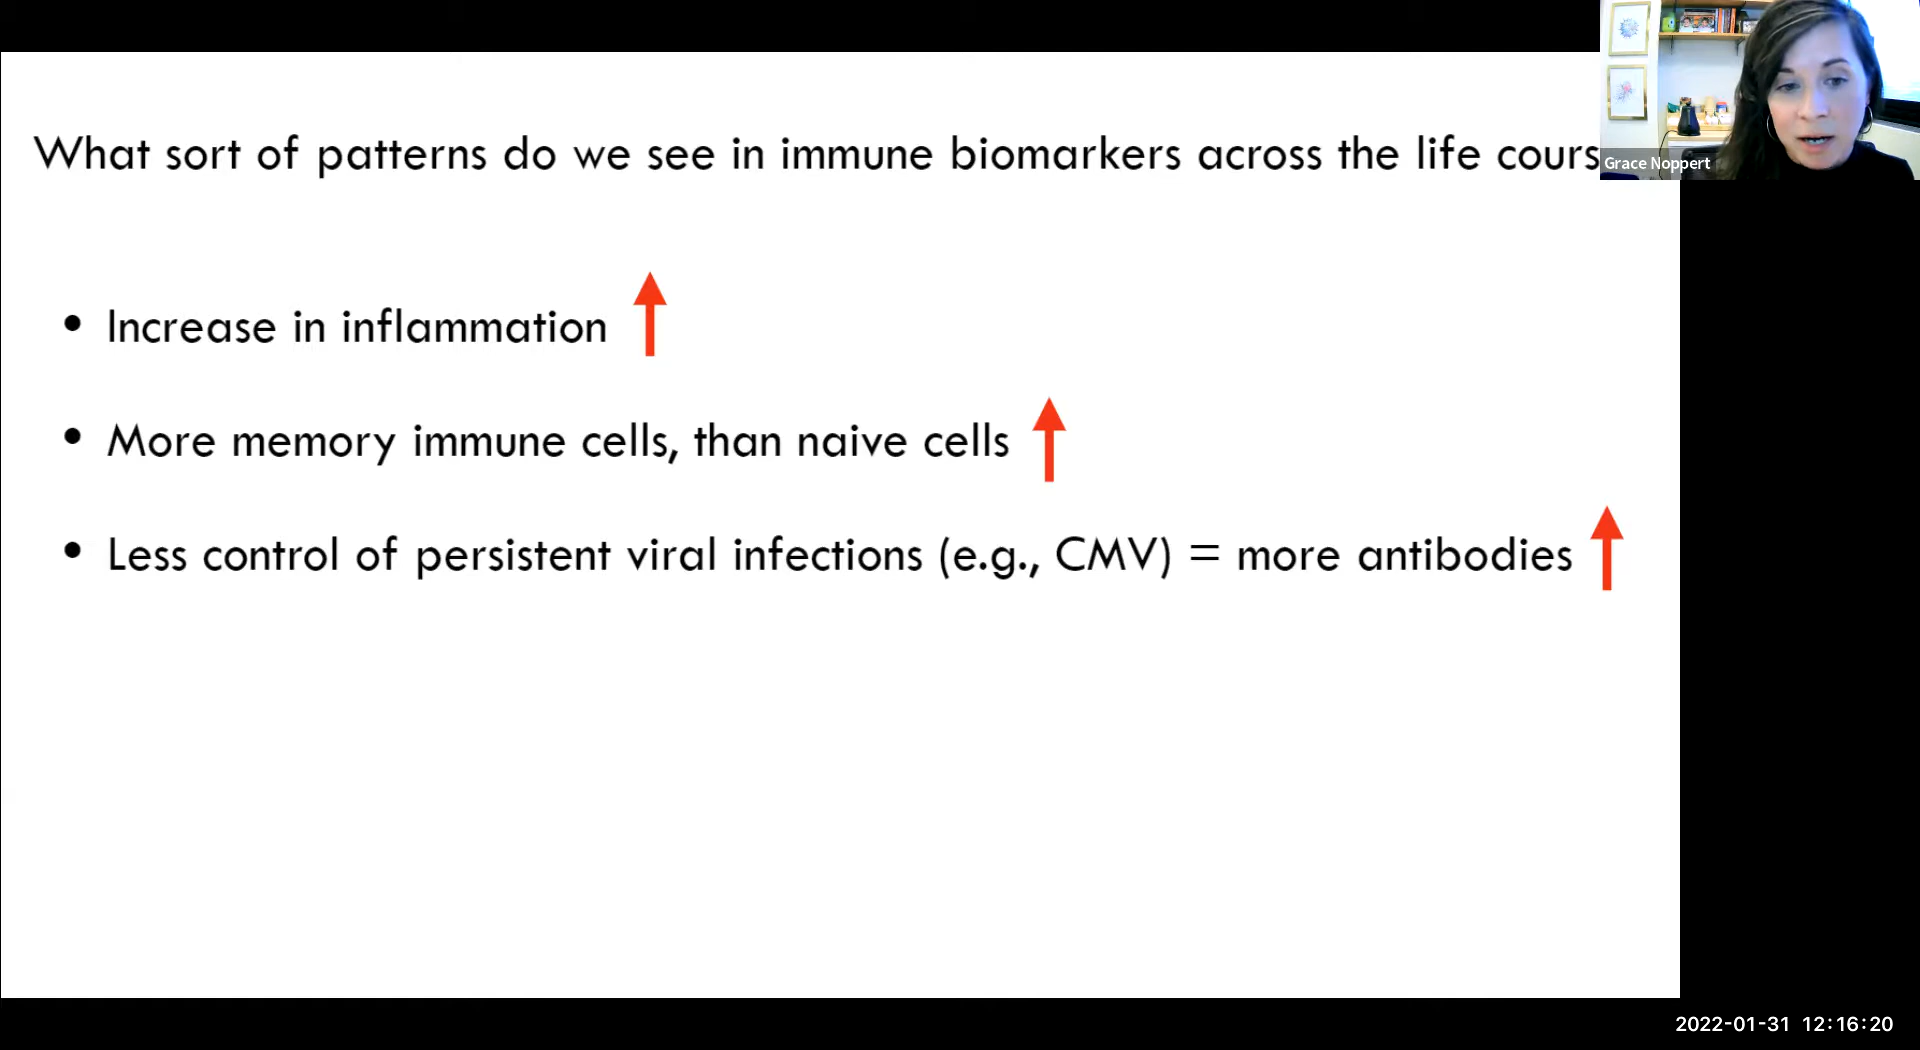 What sort of patterns do we see in immune biomarkers across the life cours
Grace Noppert
• Increase in inflammation
• More memory immune cells, than naive cells
• Less control of persistent viral infections (e.g., CMV) = more antibodies
2022-01-31 12:16:20